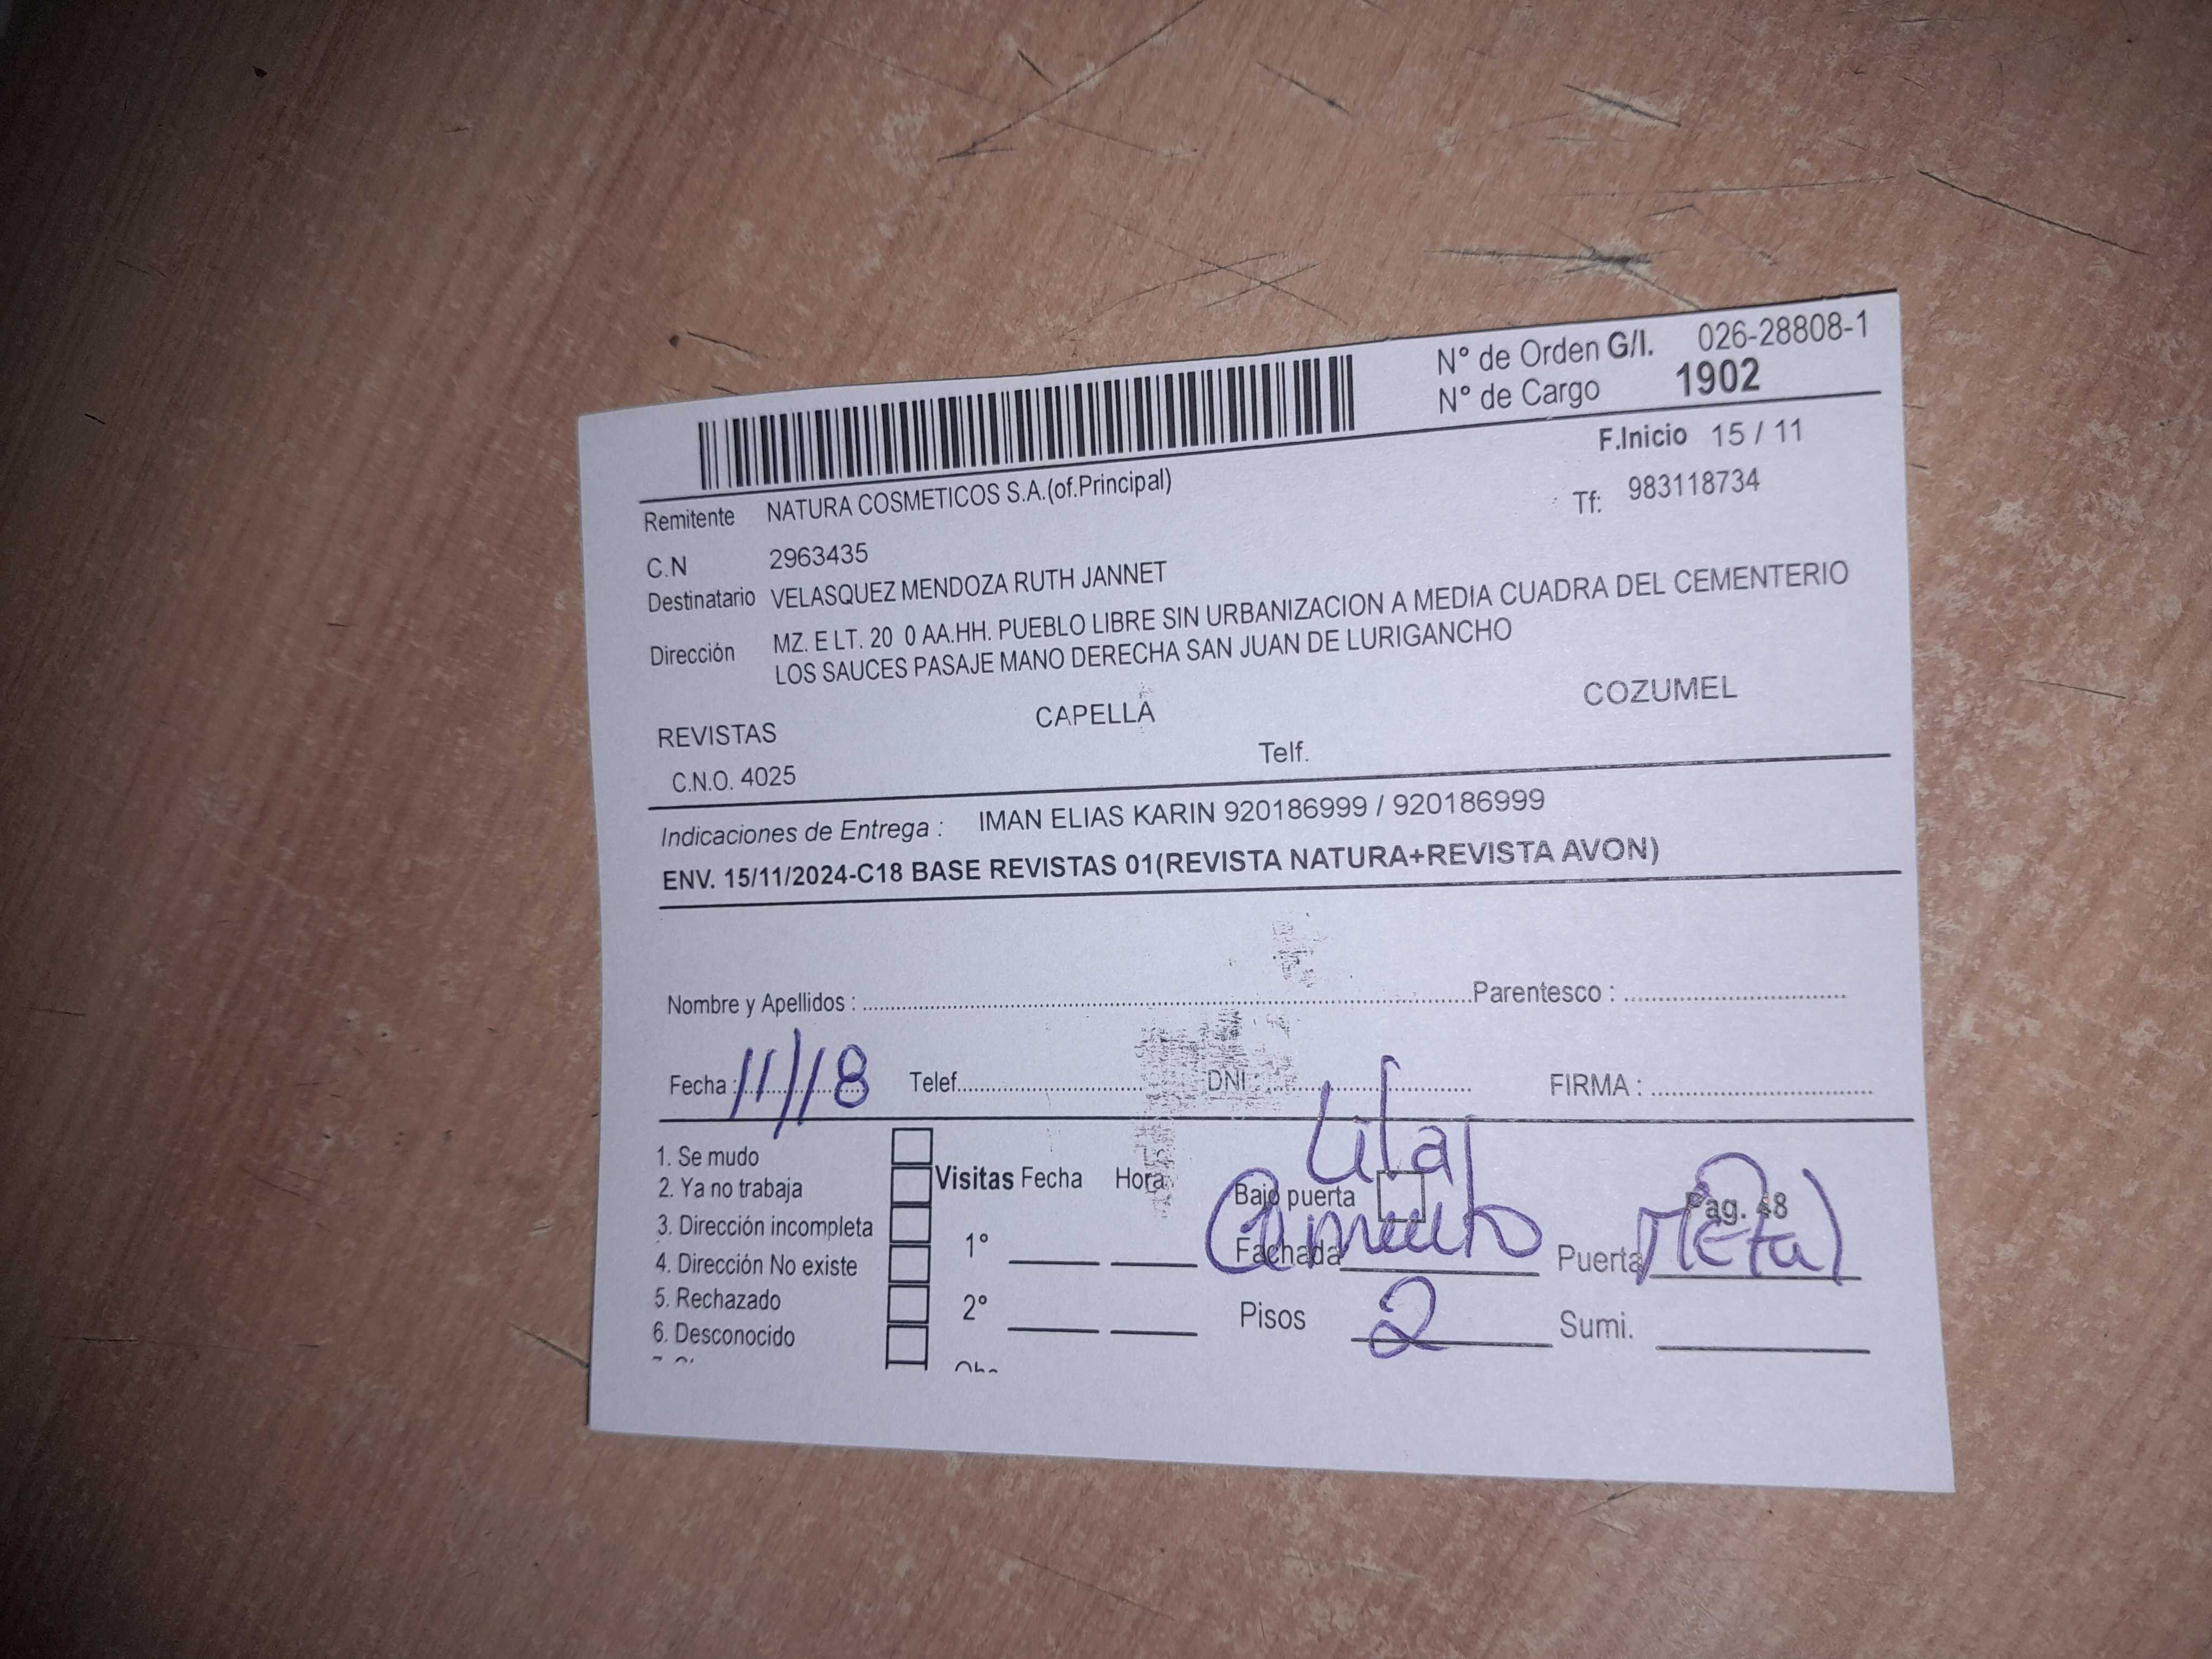 N° de Orden G/I. 026-28808-1
N° de Cargo 1902
F.Inicio 15 / 11
Remitente NATURA COSMETICOS S.A.(of.Principal)
Tf: 983118734
C.N 2963435
Destinatario VELASQUEZ MENDOZA RUTH JANNET
Dirección MZ. E LT. 20 0 AA.HH. PUEBLO LIBRE SIN URBANIZACION A MEDIA CUADRA DEL CEMENTERIO
LOS SAUCES PASAJE MANO DERECHA SAN JUAN DE LURIGANCHO
REVISTAS CAPELLA COZUMEL
C.N.O. 4025 Telf.
Indicaciones de Entrega : IMAN ELIAS KARIN 920186999 / 920186999
ENV. 15/11/2024-C18 BASE REVISTAS 01(REVISTA NATURA+REVISTA AVON)
Nombre y Apellidos : Parentesco :
Fecha : 11/18 Telef. DNI : FIRMA :
1. Se mudo
2. Ya no trabaja
3. Dirección incompleta
4. Dirección No existe
5. Rechazado
6. Desconocido
Visitas Fecha Hora
1°
2°
Lila
Bajo puerta Pag. 48
Fachada Cemento Puerta Metal
Pisos 2 Sumi.